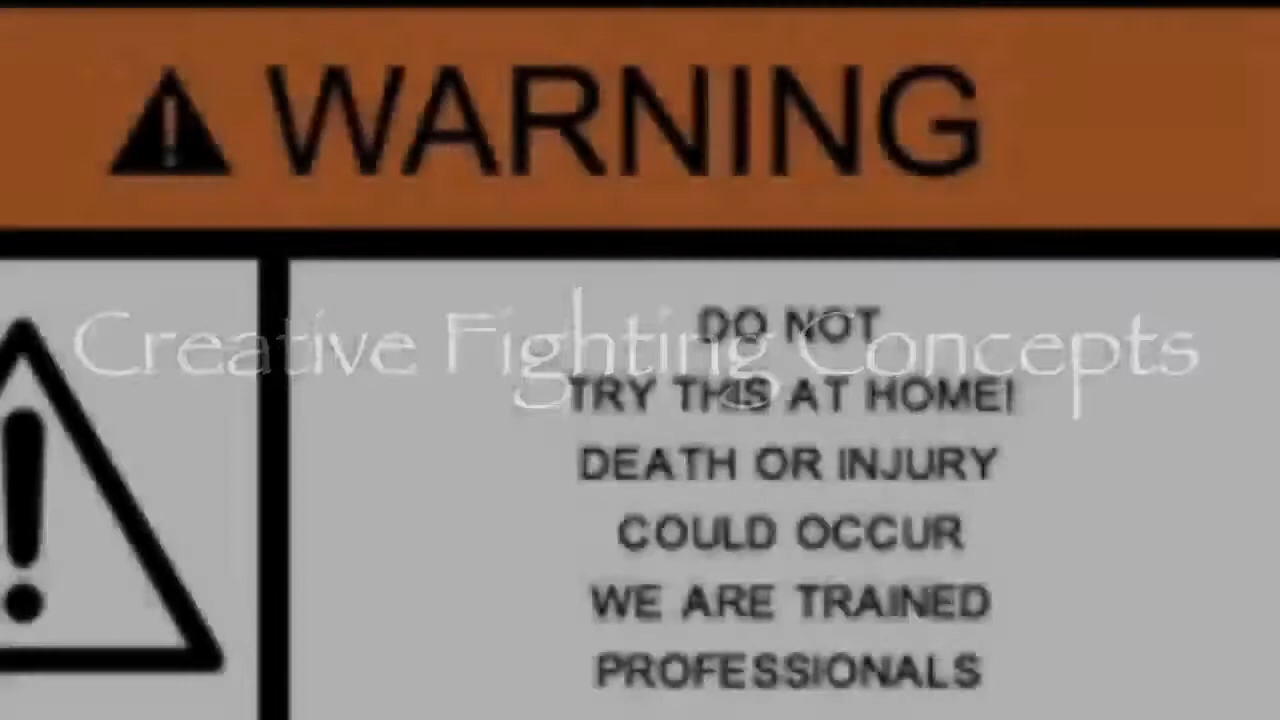 WARNING
Creative Fighting Concepts
DO NOT
TRY THIS AT HOME!
DEATH OR INJURY
COULD OCCUR
WE ARE TRAINED
PROFESSIONALS